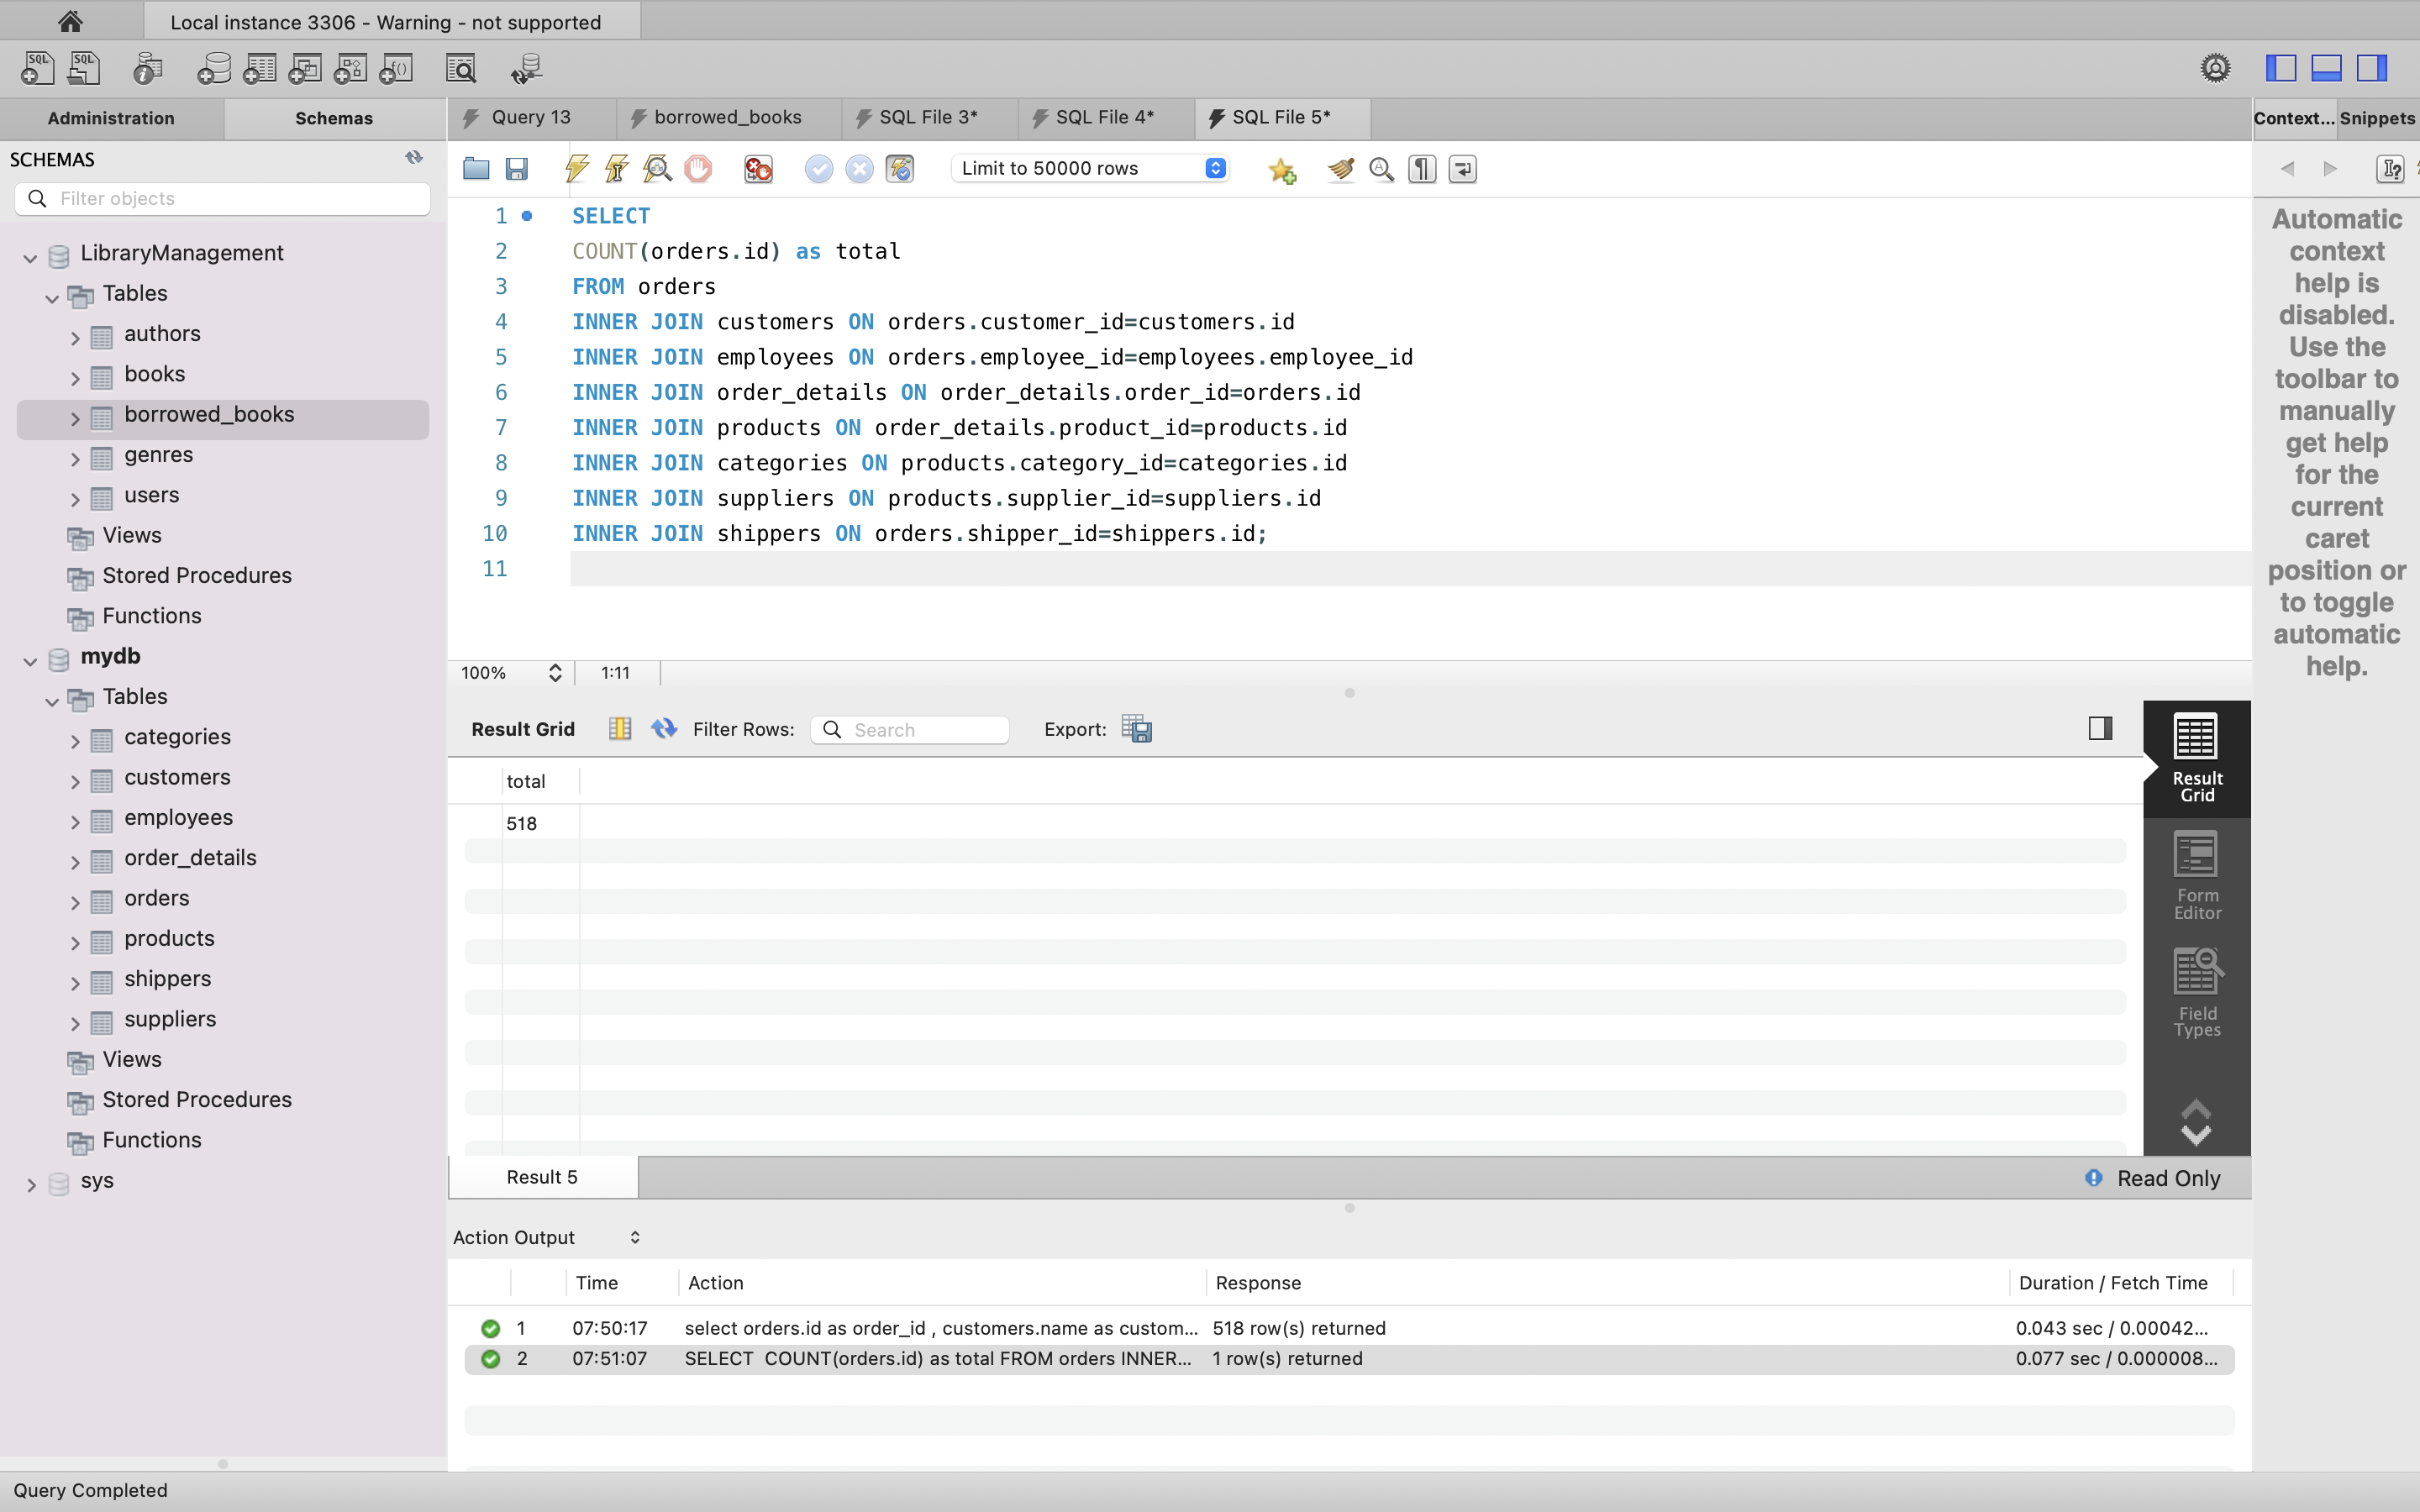 Local instance 3306 - Warning - not supported
Administration
Schemas
Query 13
borrowed_books
SQL File 3*
SQL File 4*
SQL File 5*
Context...
Snippets
SCHEMAS
Filter objects
Limit to 50000 rows
LibraryManagement
Tables
authors
books
borrowed_books
genres
users
Views
Stored Procedures
Functions
mydb
Tables
categories
customers
employees
order_details
orders
products
shippers
suppliers
Views
Stored Procedures
Functions
sys
1 SELECT
2 COUNT(orders.id) as total
3 FROM orders
4 INNER JOIN customers ON orders.customer_id=customers.id
5 INNER JOIN employees ON orders.employee_id=employees.employee_id
6 INNER JOIN order_details ON order_details.order_id=orders.id
7 INNER JOIN products ON order_details.product_id=products.id
8 INNER JOIN categories ON products.category_id=categories.id
9 INNER JOIN suppliers ON products.supplier_id=suppliers.id
10 INNER JOIN shippers ON orders.shipper_id=shippers.id;
11
Automatic
context
help is
disabled.
Use the
toolbar to
manually
get help
for the
current
caret
position or
to toggle
automatic
help.
100%
1:11
Result Grid
Filter Rows:
Search
Export:
total
518
Result
Grid
Form
Editor
Field
Types
Result 5
Read Only
Action Output
Time Action Response Duration / Fetch Time
1 07:50:17 select orders.id as order_id , customers.name as custom... 518 row(s) returned 0.043 sec / 0.00042...
2 07:51:07 SELECT  COUNT(orders.id) as total FROM orders INNER... 1 row(s) returned 0.077 sec / 0.000008...
Query Completed